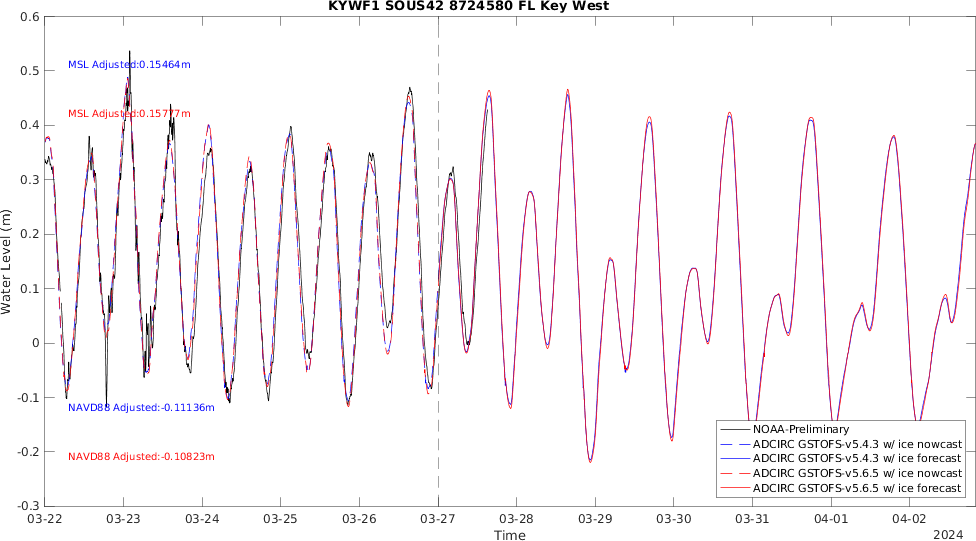 KYWF1 SOUS42 8724580 FL Key West
0.6
0.5
0.4
0.3
0.2
0.1
0
-0.1
-0.2
-0.3
Water Level (m)
MSL Adjusted:0.15464m
MSL Adjusted:0.15777m
NAVD88 Adjusted:-0.11136m
NAVD88 Adjusted:-0.10823m
NOAA-Preliminary
ADCIRC GSTOFS-v5.4.3 w/ ice nowcast
ADCIRC GSTOFS-v5.4.3 w/ ice forecast
ADCIRC GSTOFS-v5.6.5 w/ ice nowcast
ADCIRC GSTOFS-v5.6.5 w/ ice forecast
03-22 03-23 03-24 03-25 03-26 03-27 03-28 03-29 03-30 03-31 04-01 04-02
Time
2024